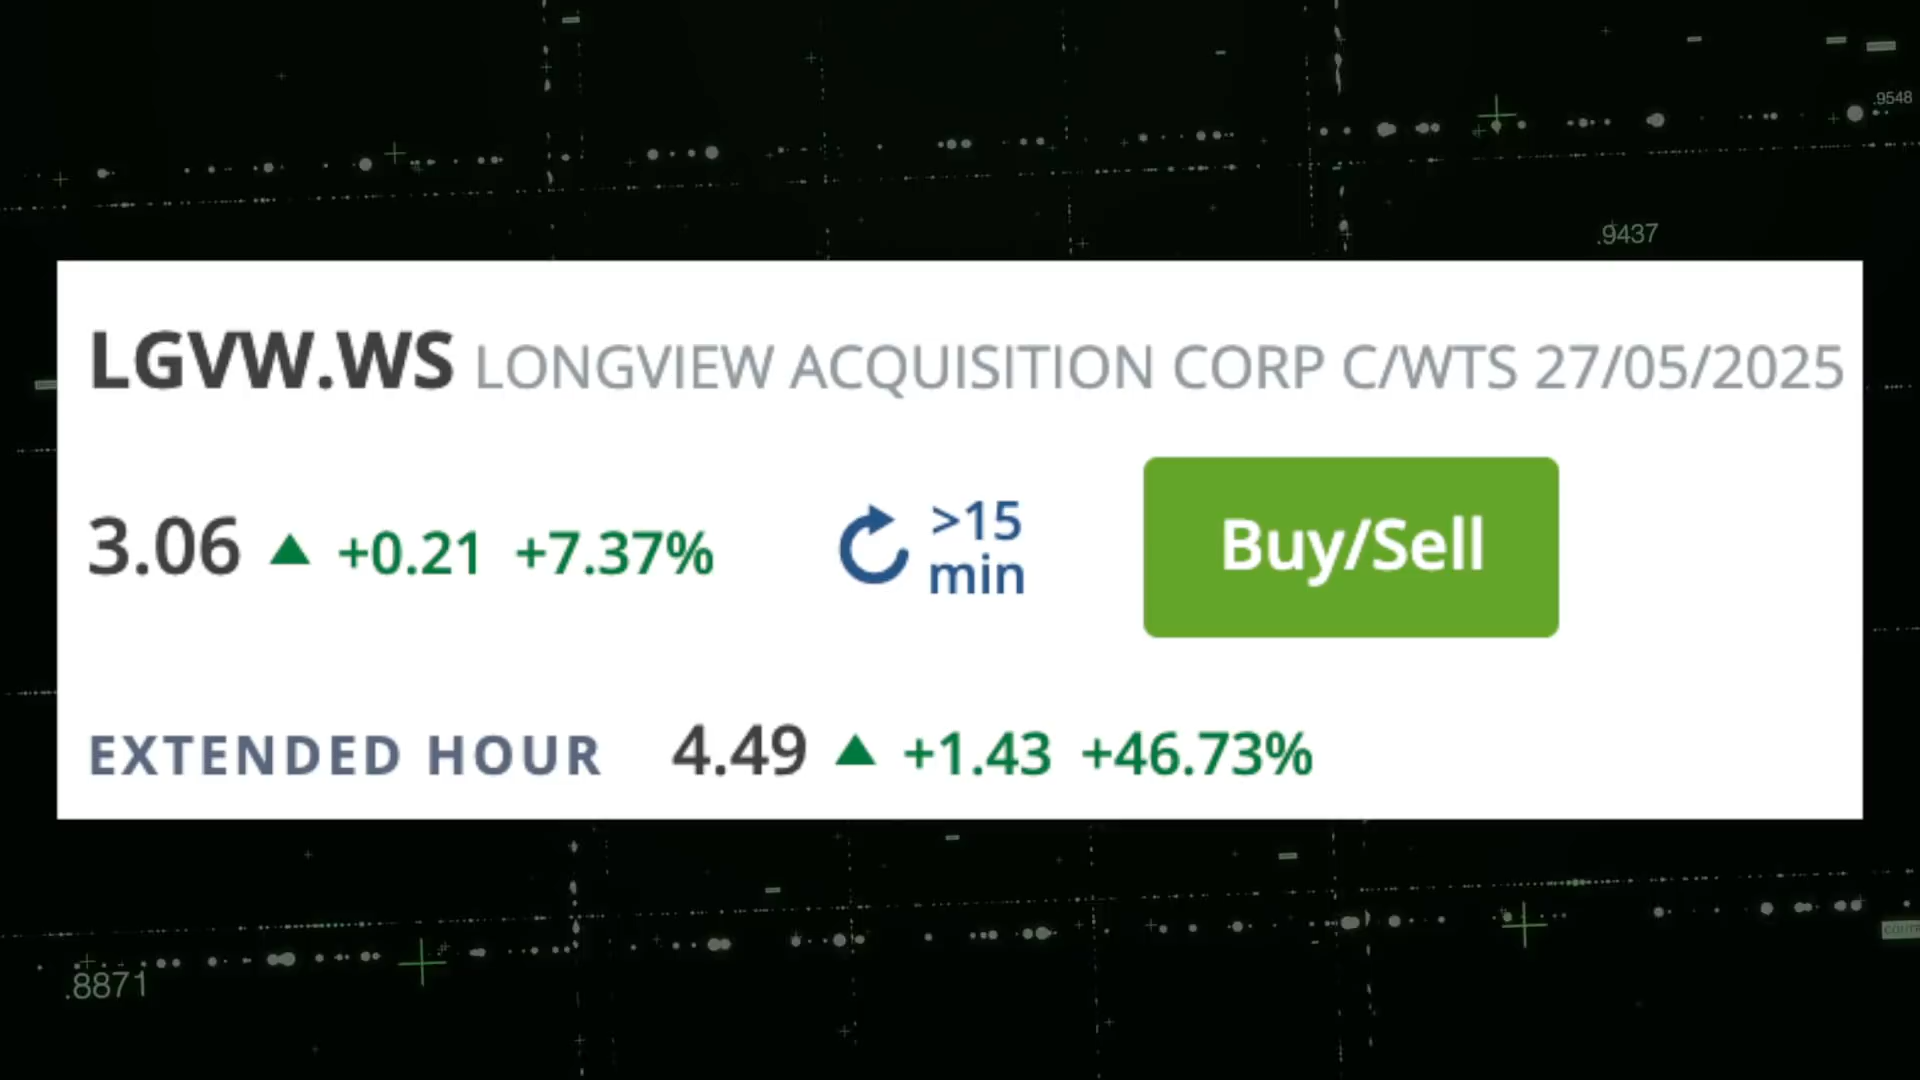 .9548
.9437
LGVW.WS LONGVIEW ACQUISITION CORP C/WTS 27/05/2025
3.06 ▲ +0.21 +7.37%
>15
min
Buy/Sell
EXTENDED HOUR 4.49 ▲ +1.43 +46.73%
.8871